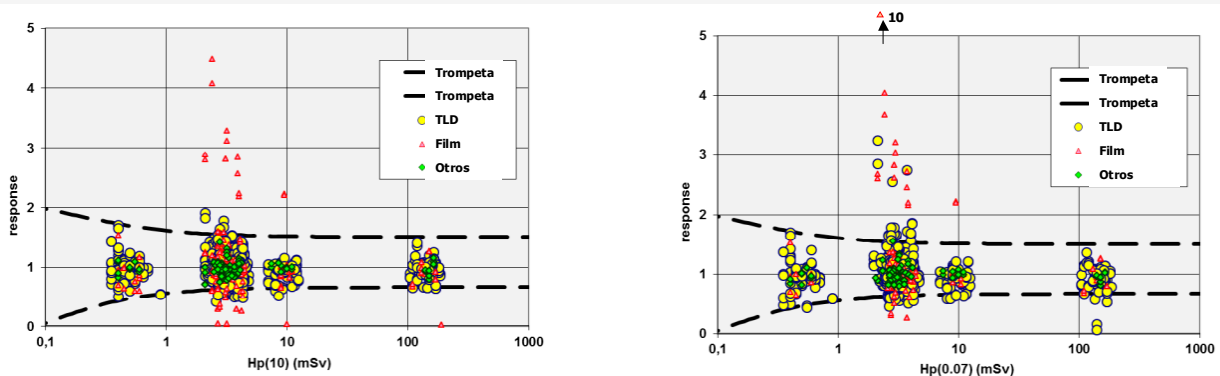 5
4
3
2
1
0
response
0,1
1
10
100
1000
Hp(10) (mSv)
Trompeta
Trompeta
TLD
Film
Otros
10
5
4
3
2
1
0
response
0,1
1
10
100
1000
Hp(0.07) (mSv)
Trompeta
Trompeta
TLD
Film
Otros